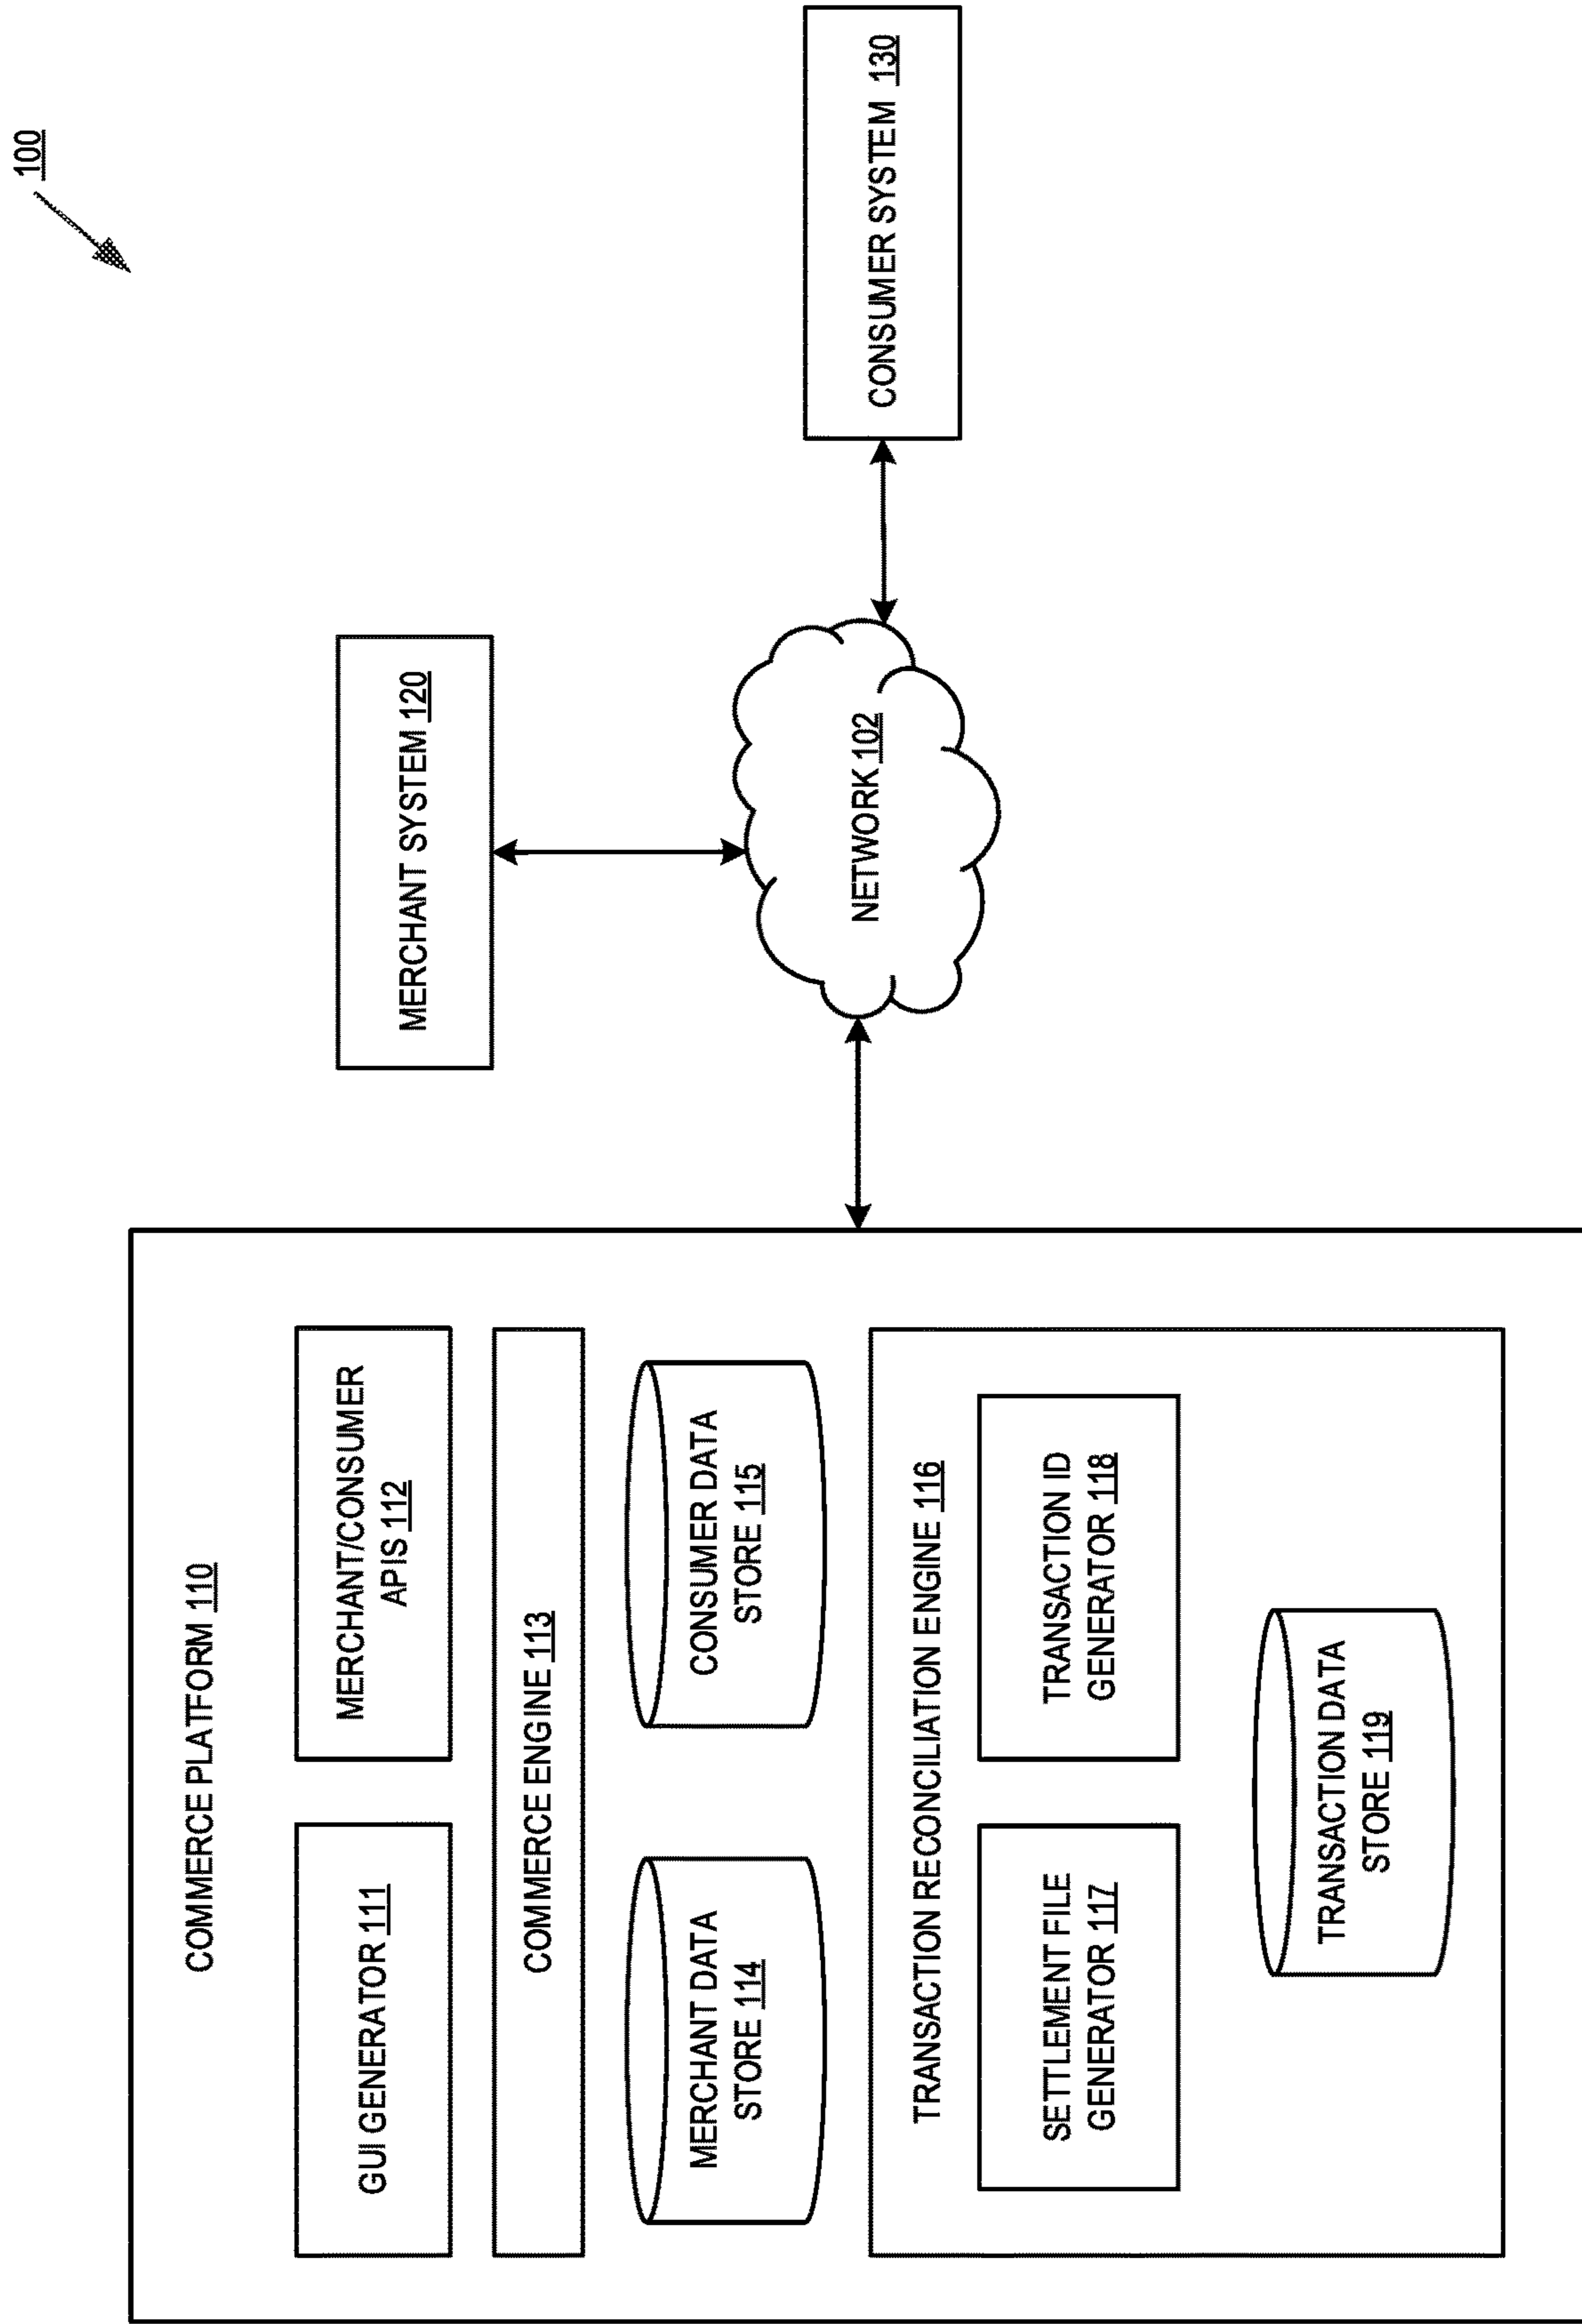 100
COMMERCE PLATFORM 110
GUI GENERATOR 111
MERCHANT/CONSUMER
APIS 112
COMMERCE ENGINE 113
MERCHANT DATA
STORE 114
CONSUMER DATA
STORE 115
TRANSACTION RECONCILIATION ENGINE 116
SETTLEMENT FILE
GENERATOR 117
TRANSACTION ID
GENERATOR 118
TRANSACTION DATA
STORE 119
MERCHANT SYSTEM 120
NETWORK 102
CONSUMER SYSTEM 130